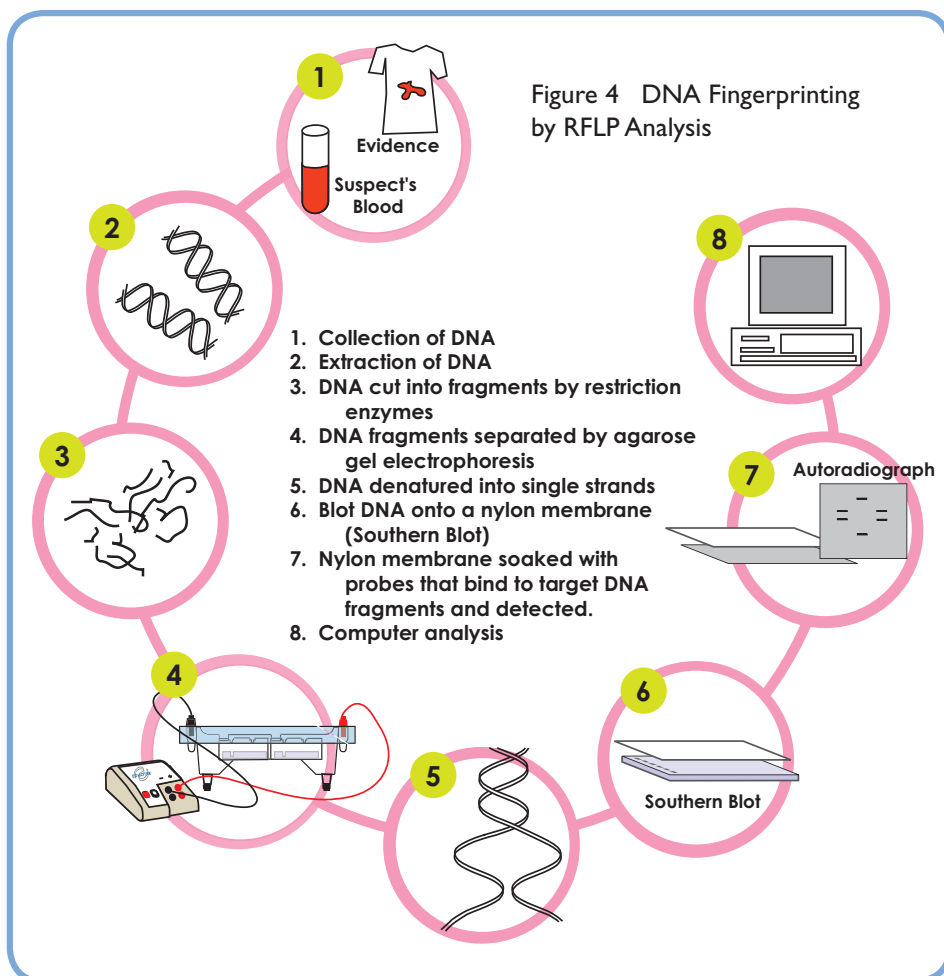 Figure 4 DNA Fingerprinting
by RFLP Analysis
1
Evidence
Suspect's
Blood
2
3
4
5
6
Southern Blot
7
Autoradiograph
8
1. Collection of DNA
2. Extraction of DNA
3. DNA cut into fragments by restriction
enzymes
4. DNA fragments separated by agarose
gel electrophoresis
5. DNA denatured into single strands
6. Blot DNA onto a nylon membrane
(Southern Blot)
7. Nylon membrane soaked with
probes that bind to target DNA
fragments and detected.
8. Computer analysis